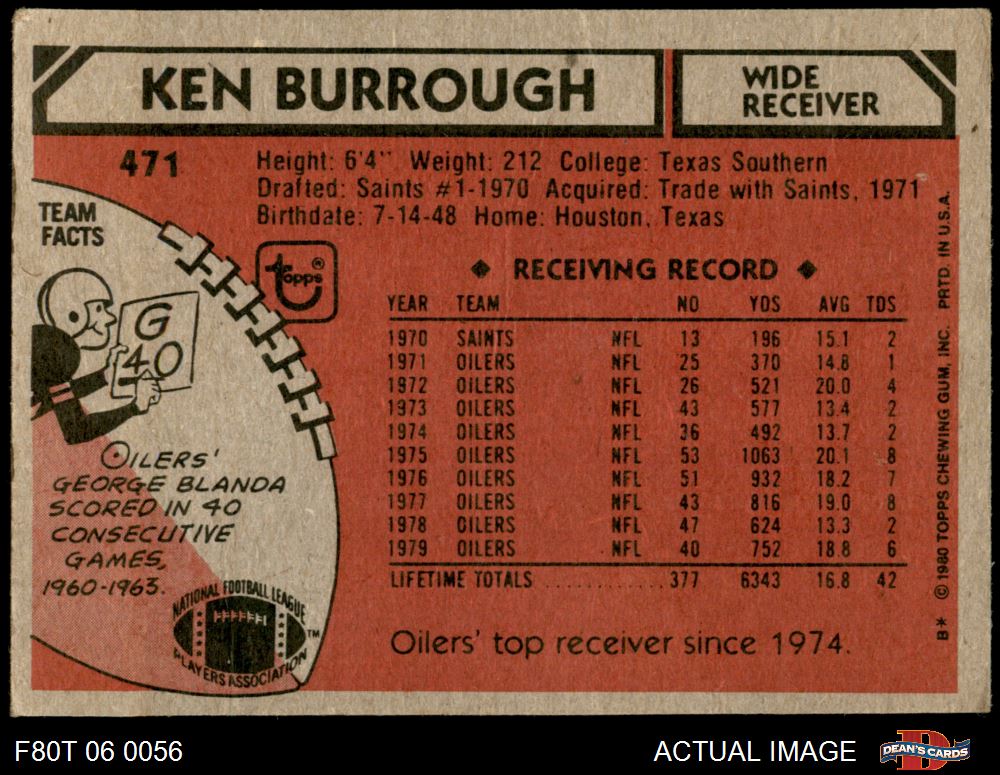 KEN BURROUGH
WIDE
RECEIVER
471
Height: 6'4" Weight: 212 College: Texas Southern
Drafted: Saints #1-1970 Acquired: Trade with Saints, 1971
Birthdate: 7-14-48 Home: Houston, Texas
TEAM
FACTS
G
40
OILERS'
GEORGE BLANDA
SCORED IN 40
CONSECUTIVE
GAMES,
1960-1963.
NATIONAL FOOTBALL LEAGUE
PLAYERS ASSOCIATION
TM
topps®
◆ RECEIVING RECORD ◆
YEAR TEAM NO YDS AVG TDS
1970 SAINTS NFL 13 196 15.1 2
1971 OILERS NFL 25 370 14.8 1
1972 OILERS NFL 26 521 20.0 4
1973 OILERS NFL 43 577 13.4 2
1974 OILERS NFL 36 492 13.7 2
1975 OILERS NFL 53 1063 20.1 8
1976 OILERS NFL 51 932 18.2 7
1977 OILERS NFL 43 816 19.0 8
1978 OILERS NFL 47 624 13.3 2
1979 OILERS NFL 40 752 18.8 6
LIFETIME TOTALS ............ 377 6343 16.8 42
Oilers' top receiver since 1974.
B* © 1980 TOPPS CHEWING GUM, INC. PRTD. IN U.S.A.
F80T 06 0056
ACTUAL IMAGE
DEAN'S CARDS